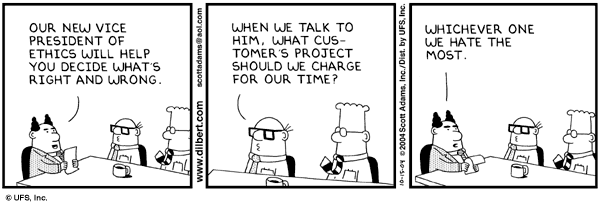 OUR NEW VICE
PRESIDENT OF
ETHICS WILL HELP
YOU DECIDE WHAT'S
RIGHT AND WRONG.
scottadams@aol.com
www.dilbert.com
WHEN WE TALK TO
HIM, WHAT CUS-
TOMER'S PROJECT
SHOULD WE CHARGE
FOR OUR TIME?
10-15-04 © 2004 Scott Adams, Inc./Dist. by UFS, Inc.
WHICHEVER ONE
WE HATE THE
MOST.
© UFS, Inc.